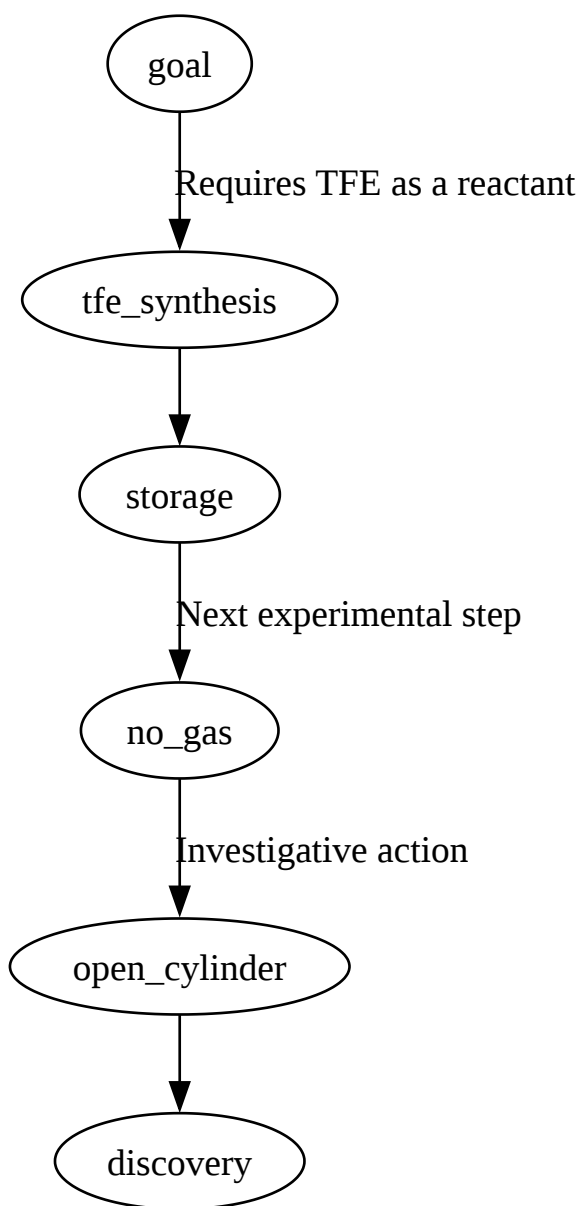 goal
Requires TFE as a reactant
tfe_synthesis
storage
Next experimental step
no_gas
Investigative action
open_cylinder
discovery